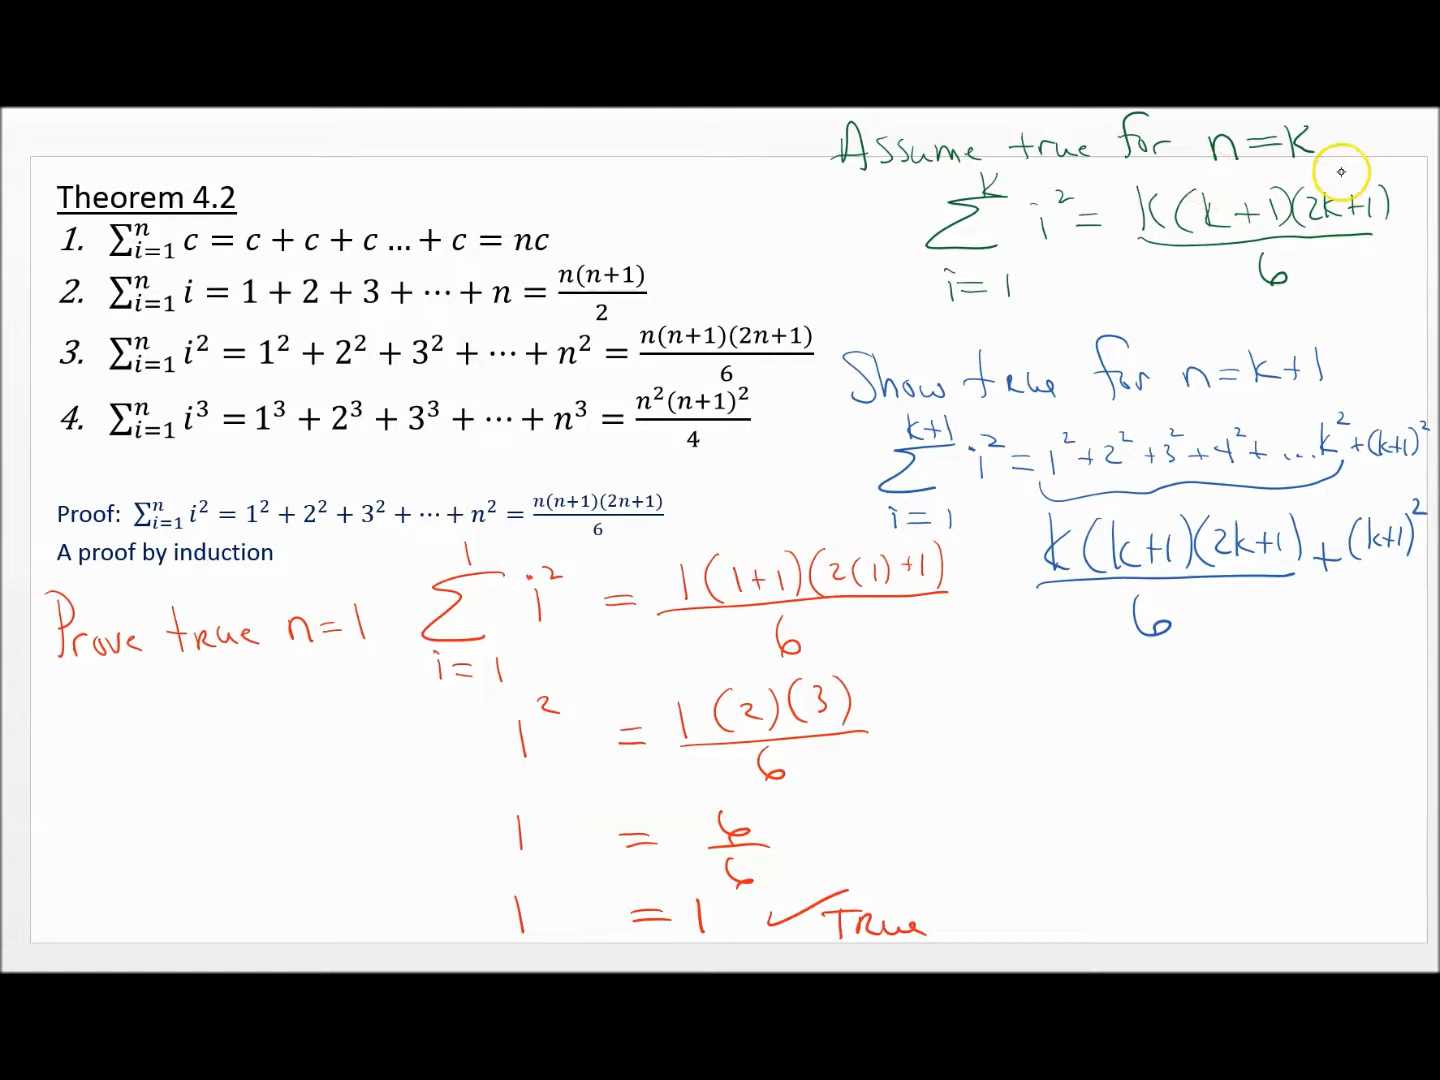 Theorem 4.2
1. ∑ⁿᵢ₌₁ c = c + c + c ... + c = nc
2. ∑ⁿᵢ₌₁ i = 1 + 2 + 3 + ⋯ + n = n(n+1)/2
3. ∑ⁿᵢ₌₁ i² = 1² + 2² + 3² + ⋯ + n² = n(n+1)(2n+1)/6
4. ∑ⁿᵢ₌₁ i³ = 1³ + 2³ + 3³ + ⋯ + n³ = n²(n+1)²/4
Proof: ∑ⁿᵢ₌₁ i² = 1² + 2² + 3² + ⋯ + n² = n(n+1)(2n+1)/6
A proof by induction
Prove true n=1 ∑¹ᵢ₌₁ i² = 1(1+1)(2(1)+1)/6
1² = 1(2)(3)/6
1 = 6/6
1 = 1 ✓ True
Assume true for n=k
∑ᵏᵢ₌₁ i² = k(k+1)(2k+1)/6
Show true for n=k+1
∑ᵏ⁺¹ᵢ₌₁ i² = 1²+2²+3²+4²+...k²+(k+1)²
k(k+1)(2k+1)/6 + (k+1)²